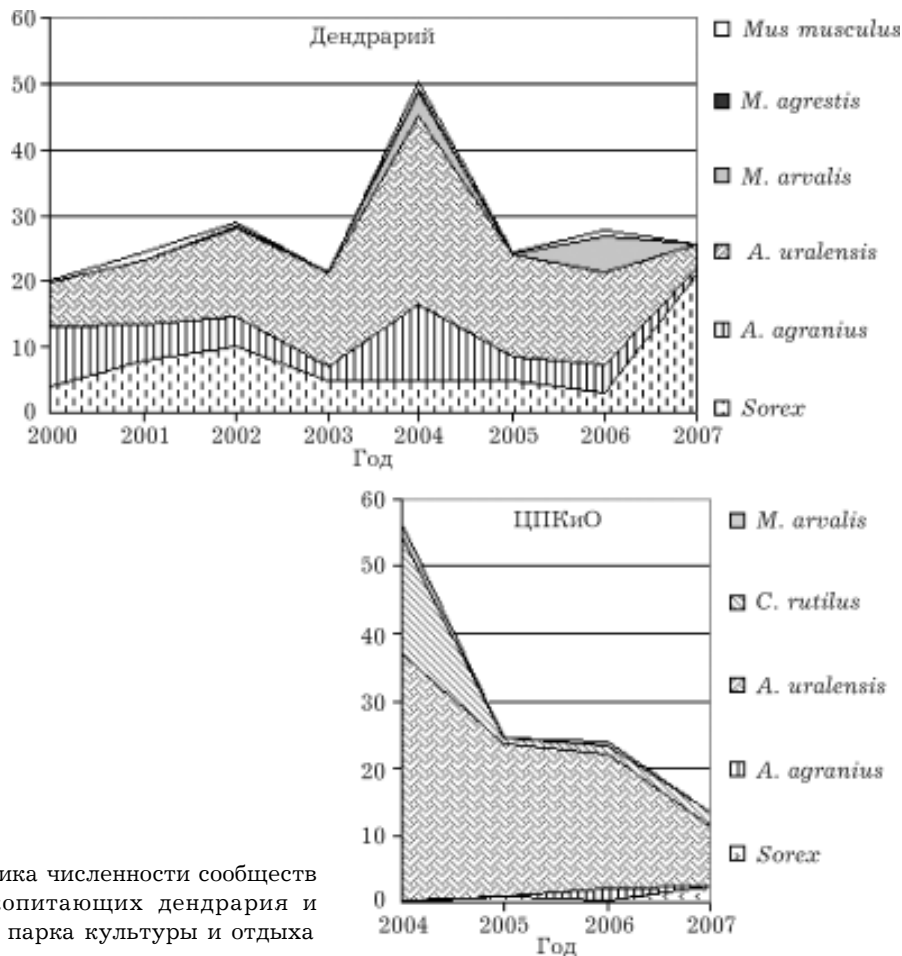 60
50
40
30
20
10
0
Дендрарий
2000 2001 2002 2003 2004 2005 2006 2007
Год
Mus musculus
M. agrestis
M. arvalis
A. uralensis
A. agranius
Sorex
60
50
40
30
20
10
0
ЦПКиО
2004 2005 2006 2007
Год
M. arvalis
C. rutilus
A. uralensis
A. agranius
Sorex
ика численности сообществ
опитающих дендрария и
парка культуры и отдыха